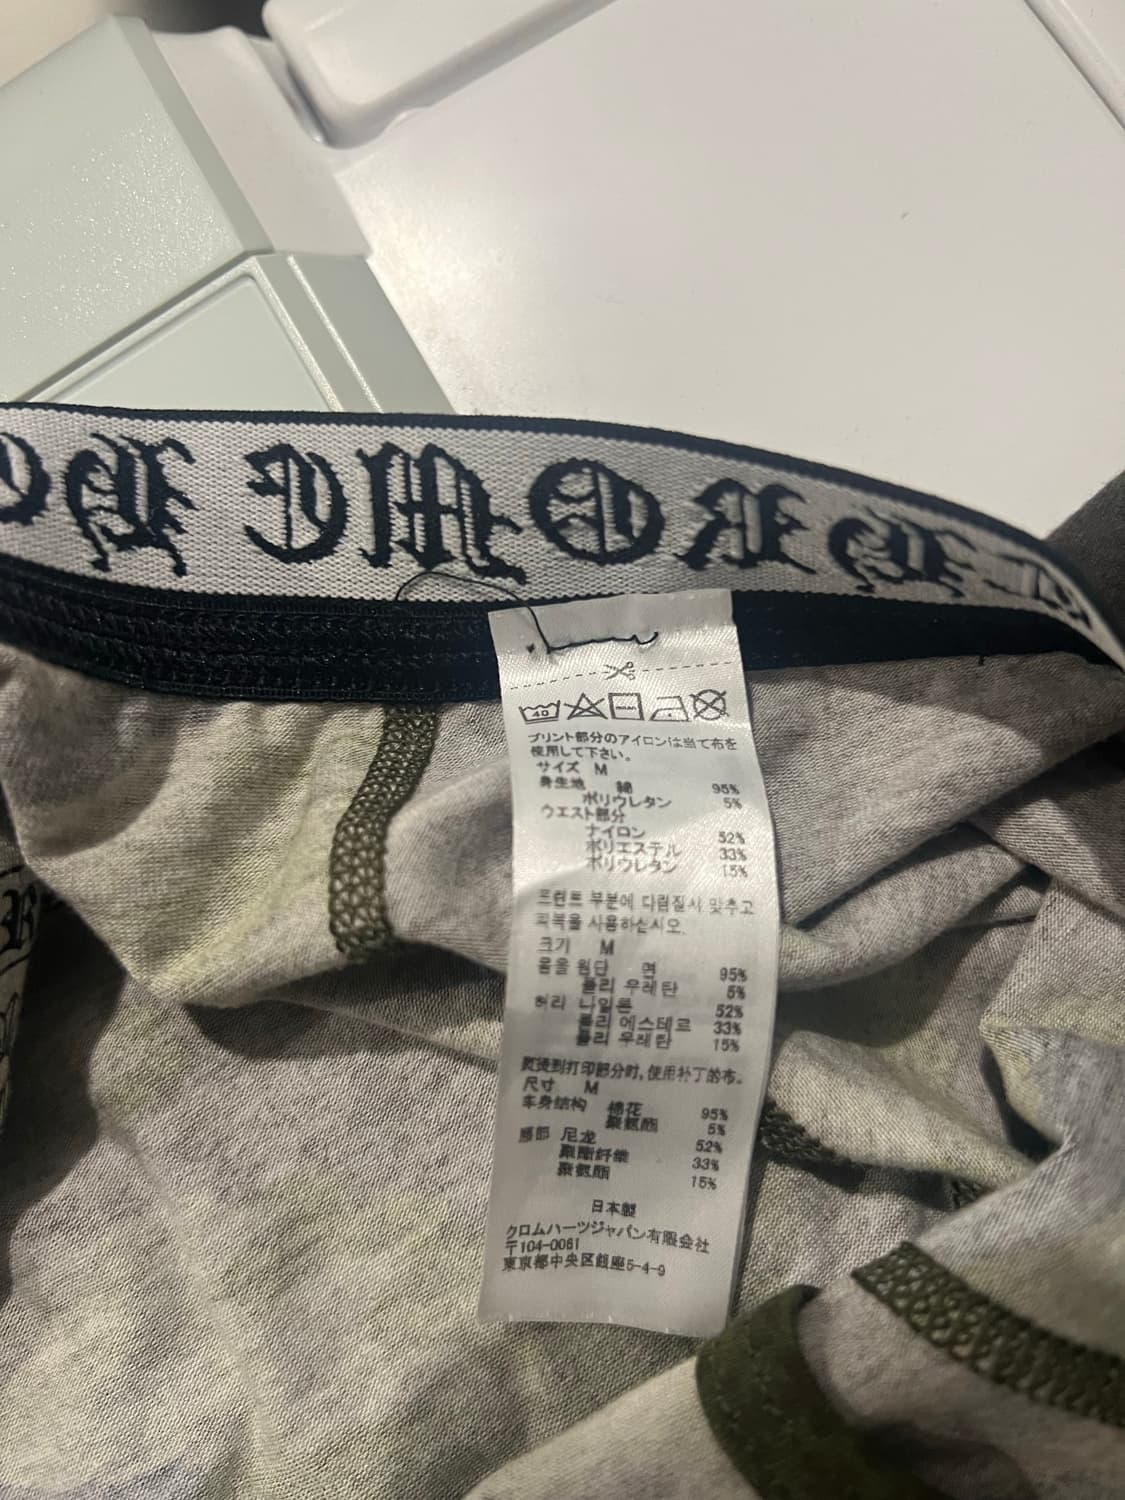 CHROME
40
プリント部分のアイロンは当て布を
使用して下さい。
サイズ M
身生地 綿 95%
ポリウレタン 5%
ウエスト部分
ナイロン 52%
ポリエステル 33%
ポリウレタン 15%
프린트 부분에 다림질시 맞추고
피복을 사용하십시오.
크기 M
몸을 원단 면 95%
폴리 우레탄 5%
허리 나일론 52%
폴리 에스테르 33%
폴리 우레탄 15%
熨烫到打印部分时,使用补丁的布。
尺寸 M
车身结构 棉花 95%
聚氨酯 5%
腰部 尼龙 52%
聚酯纤维 33%
聚氨酯 15%
日本製
クロムハーツジャパン有限会社
〒104-0061
東京都中央区銀座5-4-9